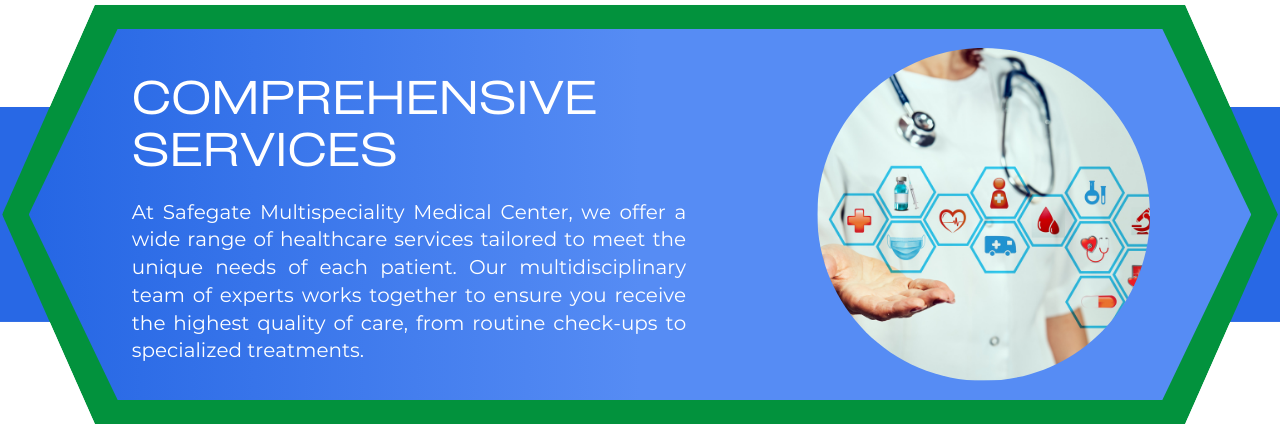 COMPREHENSIVE
SERVICES
At Safegate Multispeciality Medical Center, we offer a
wide range of healthcare services tailored to meet the
unique needs of each patient. Our multidisciplinary
team of experts works together to ensure you receive
the highest quality of care, from routine check-ups to
specialized treatments.